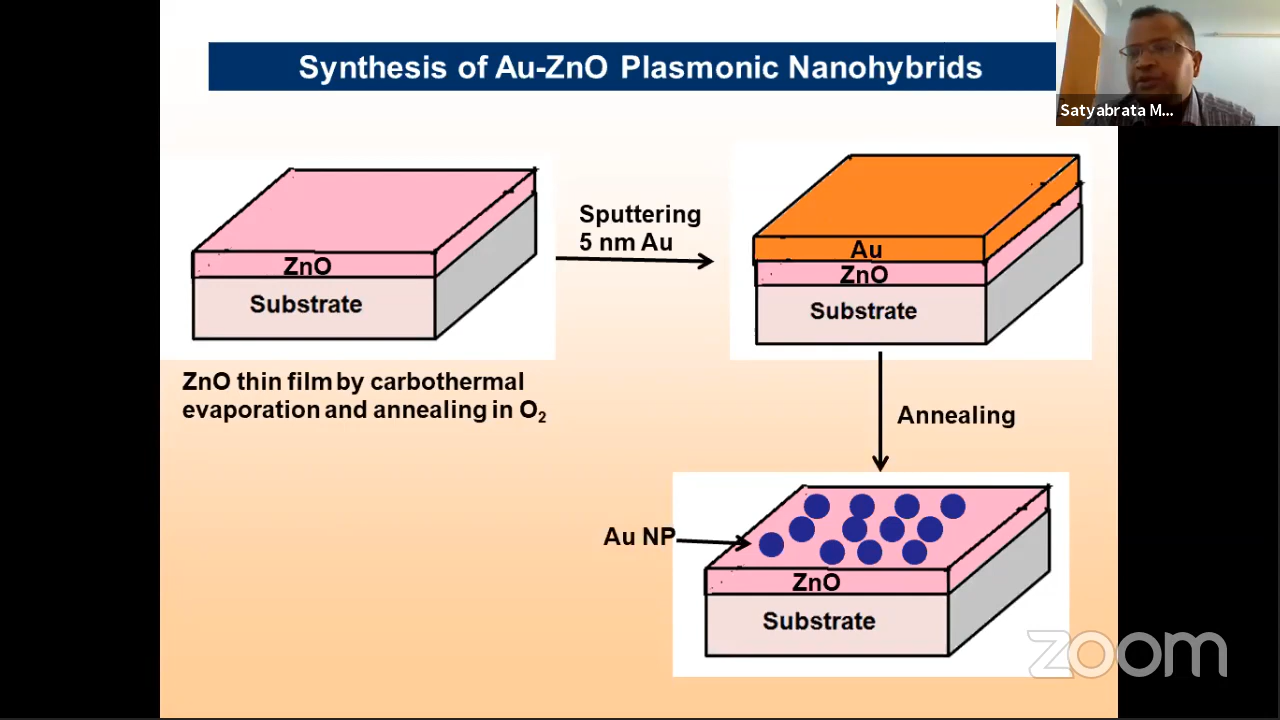 Synthesis of Au-ZnO Plasmonic Nanohybrids
Satyabrata M...
ZnO
Substrate
Sputtering
5 nm Au
Au
ZnO
Substrate
ZnO thin film by carbothermal
evaporation and annealing in O₂
Annealing
Au NP
ZnO
Substrate
zoom